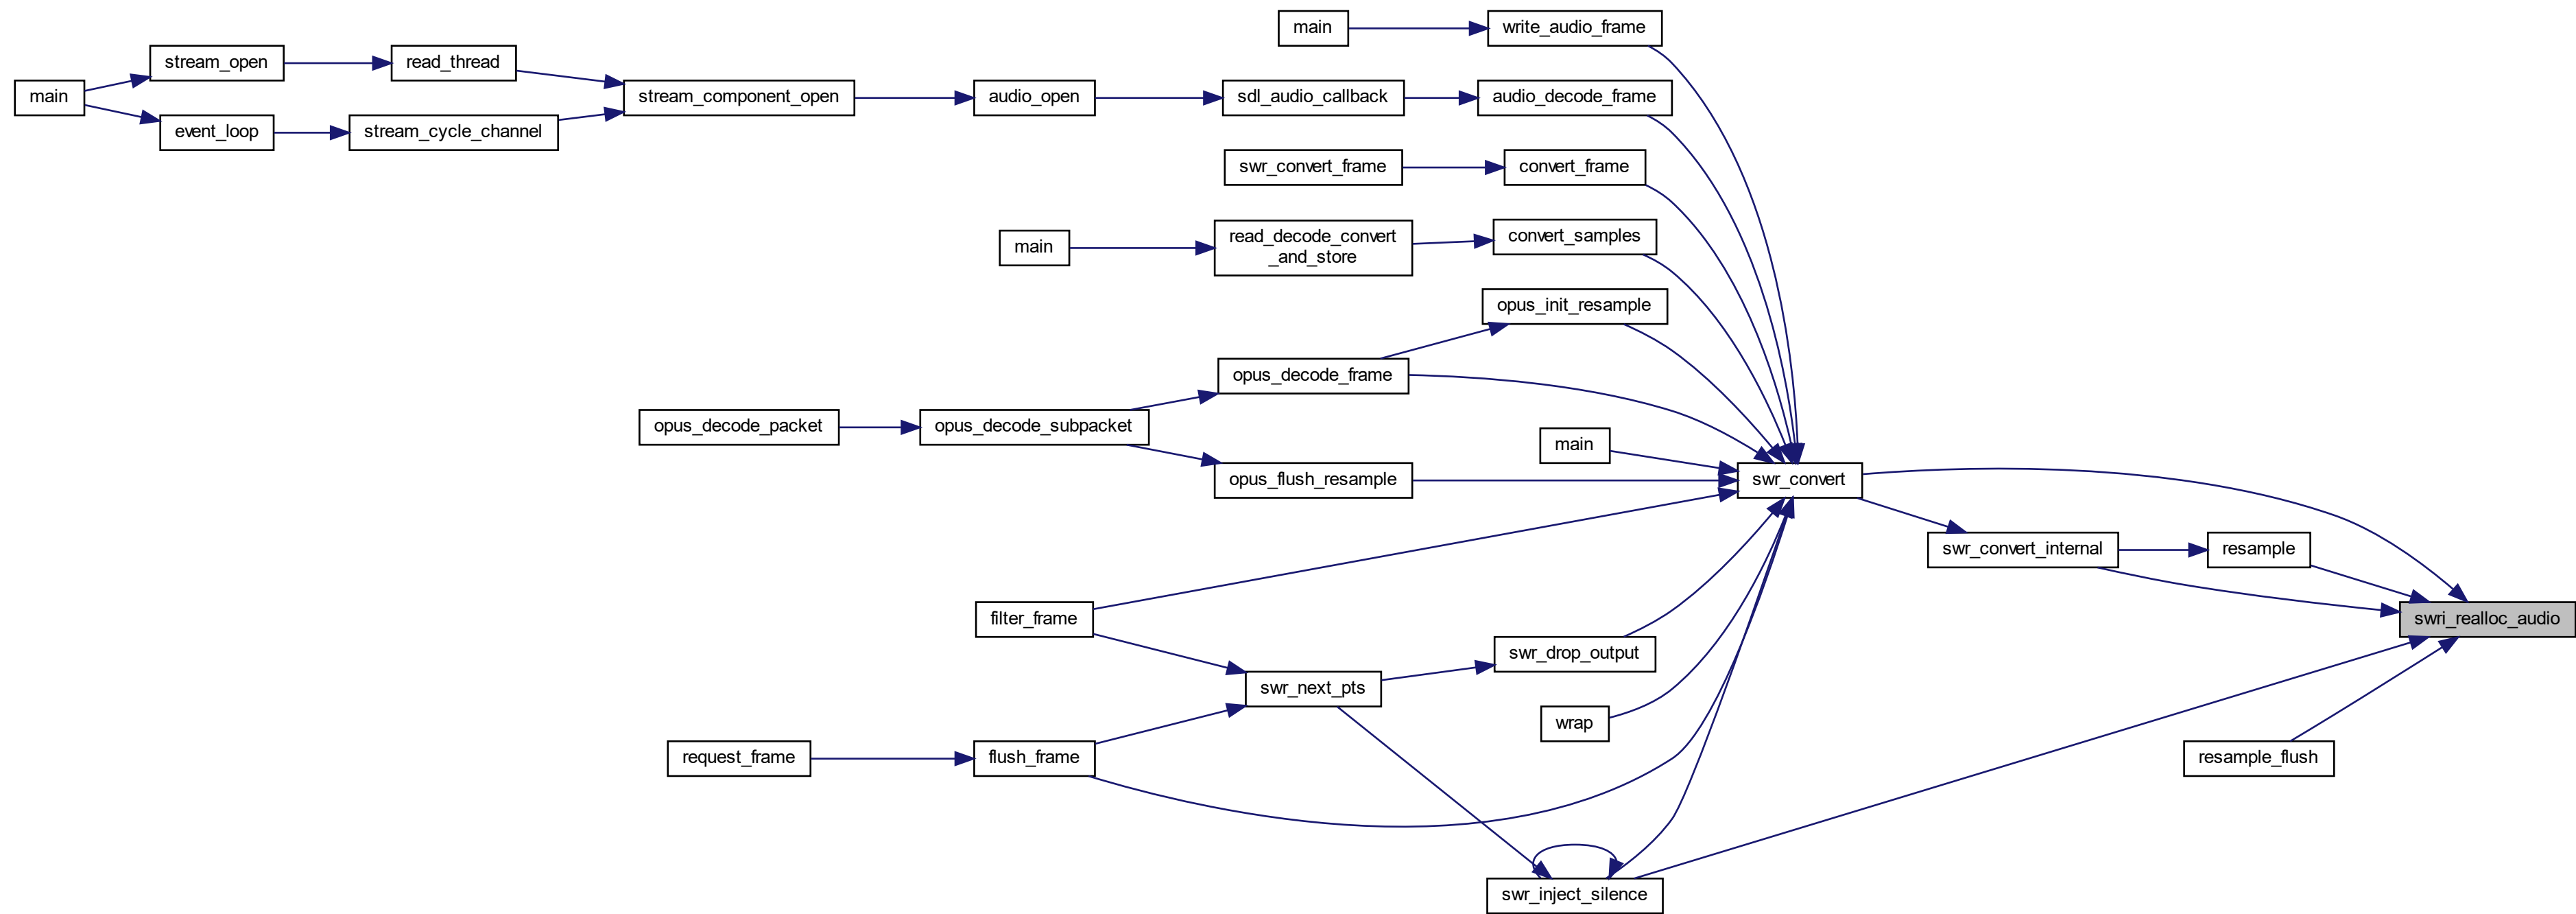 main
write_audio_frame
stream_open
read_thread
main
stream_component_open
audio_open
sdl_audio_callback
audio_decode_frame
event_loop
stream_cycle_channel
swr_convert_frame
convert_frame
main
read_decode_convert
_and_store
convert_samples
opus_init_resample
opus_decode_frame
opus_decode_packet
opus_decode_subpacket
main
opus_flush_resample
swr_convert
swr_convert_internal
resample
filter_frame
swri_realloc_audio
swr_drop_output
swr_next_pts
wrap
request_frame
flush_frame
resample_flush
swr_inject_silence